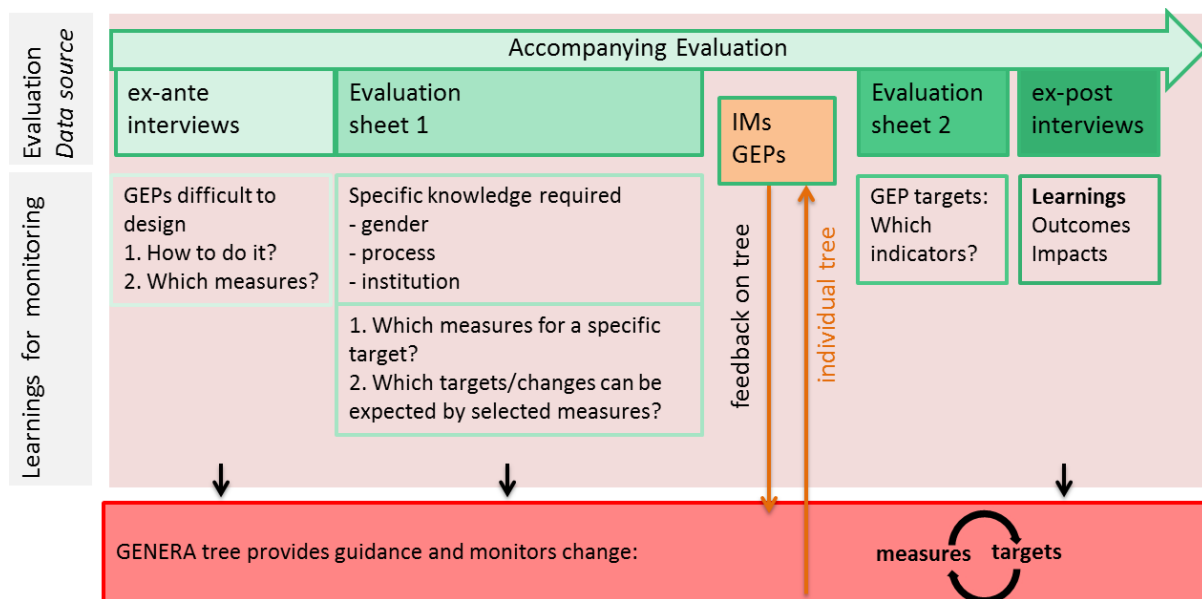 Accompanying Evaluation
Evaluation
Data source
ex-ante
interviews
Evaluation
sheet 1
IMs
GEPs
Evaluation
sheet 2
ex-post
interviews
Learnings for monitoring
GEPs difficult to
design
1. How to do it?
2. Which measures?
Specific knowledge required
- gender
- process
- institution
1. Which measures for a specific
target?
2. Which targets/changes can be
expected by selected measures?
feedback on tree
individual tree
GEP targets:
Which
indicators?
Learnings
Outcomes
Impacts
GENERA tree provides guidance and monitors change:
measures targets